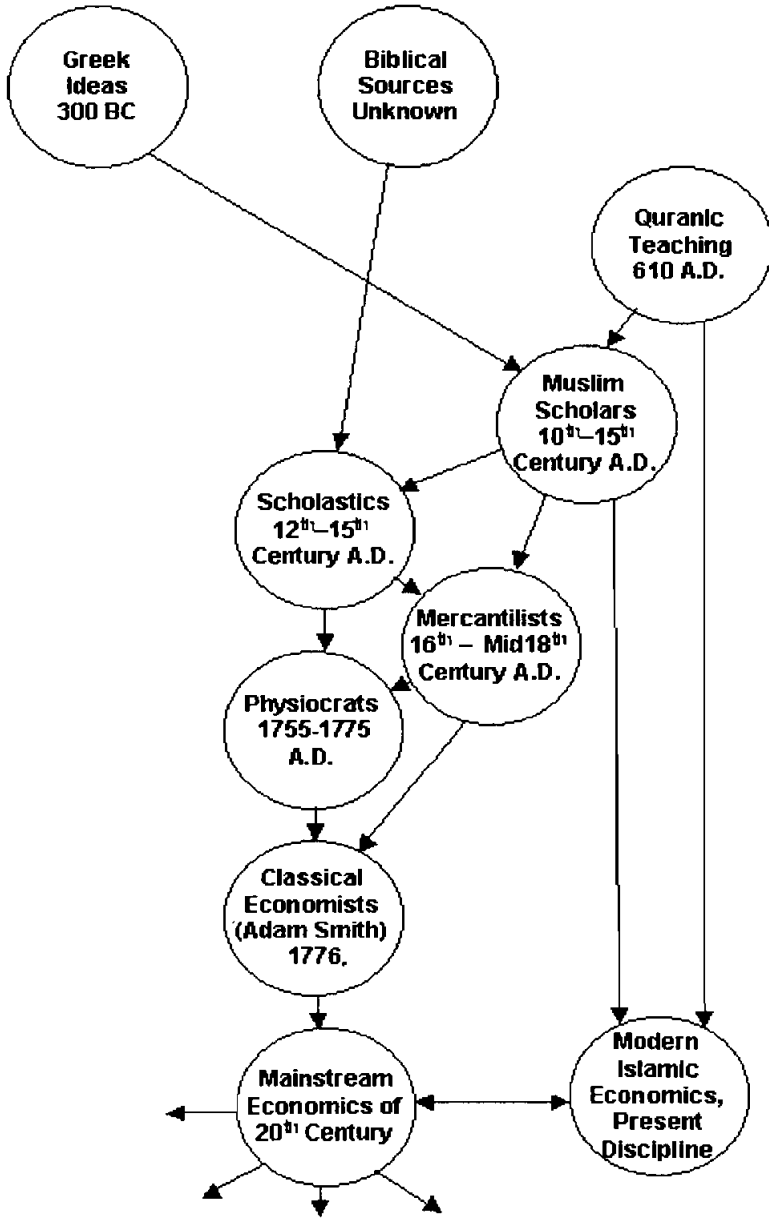 Greek
Ideas
300 BC
Biblical
Sources
Unknown
Quranic
Teaching
610 A.D.
Muslim
Scholars
10th–15th
Century A.D.
Scholastics
12th–15th
Century A.D.
Mercantilists
16th – Mid18th
Century A.D.
Physiocrats
1755-1775
A.D.
Classical
Economists
(Adam Smith)
1776.
Mainstream
Economics of
20th Century
Modern
Islamic
Economics,
Present
Discipline